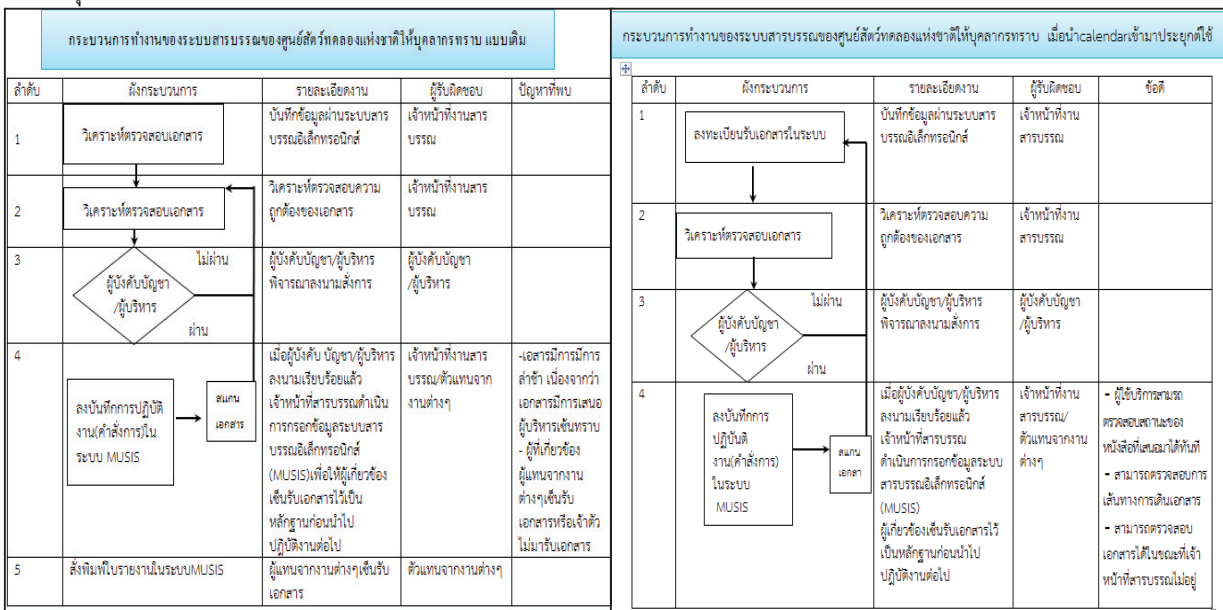 กระบวนการทำงานของระบบสารบรรณของศูนย์สัตว์ทดลองแห่งชาติให้บุคลากรทราบ แบบเดิม
ลำดับ ผังกระบวนการ รายละเอียดงาน ผู้รับผิดชอบ ปัญหาที่พบ
1
วิเคราะห์ตรวจสอบเอกสาร
บันทึกข้อมูลผ่านระบบสาร
บรรณอิเล็กทรอนิกส์
เจ้าหน้าที่งานสาร
บรรณ
2
วิเคราะห์ตรวจสอบเอกสาร
วิเคราะห์ตรวจสอบความ
ถูกต้องของเอกสาร
เจ้าหน้าที่งานสาร
บรรณ
3
ไม่ผ่าน
ผู้บังคับบัญชา
/ผู้บริหาร
ผ่าน
ผู้บังคับบัญชา/ผู้บริหาร
พิจารณาลงนามสั่งการ
ผู้บังคับบัญชา
/ผู้บริหาร
4
ลงบันทึกการปฏิบัติ
งาน(คำสั่งการ)ใน
ระบบ MUSIS
สแกน
เอกสาร
เมื่อผู้บังคับ บัญชา/ผู้บริหาร
ลงนามเรียบร้อยแล้ว
เจ้าหน้าที่สารบรรณดำเนิน
การกรอกข้อมูลระบบสาร
บรรณอิเล็กทรอนิกส์
(MUSIS)เพื่อให้ผู้เกี่ยวข้อง
เซ็นรับเอกสารไว้เป็น
หลักฐานก่อนนำไป
ปฏิบัติงานต่อไป
เจ้าหน้าที่งานสาร
บรรณ/ตัวแทนจาก
งานต่างๆ
-เอสารมีการมีการ
ล่าช้า เนื่องจากว่า
เอกสารมีการเสนอ
ผู้บริหารเซ็นทราบ
- ผู้ที่เกี่ยวข้อง
ผู้แทนจากงาน
ต่างๆเซ็นรับ
เอกสารหรือเจ้าตัว
ไม่มารับเอกสาร
5 สั่งพิมพ์ใบรายงานในระบบMUSIS
ผู้แทนจากงานต่างๆเซ็นรับ
เอกสาร
ตัวแทนจากงานต่างๆ
กระบวนการทำงานของระบบสารบรรณของศูนย์สัตว์ทดลองแห่งชาติให้บุคลากรทราบ เมื่อนำcalendarเข้ามาประยุกต์ใช้
ลำดับ ผังกระบวนการ รายละเอียดงาน ผู้รับผิดชอบ ข้อดี
1
ลงทะเบียนรับเอกสารในระบบ
บันทึกข้อมูลผ่านระบบสาร
บรรณอิเล็กทรอนิกส์
เจ้าหน้าที่งาน
สารบรรณ
2
วิเคราะห์ตรวจสอบเอกสาร
วิเคราะห์ตรวจสอบความ
ถูกต้องของเอกสาร
เจ้าหน้าที่งาน
สารบรรณ
3
ไม่ผ่าน
ผู้บังคับบัญชา
/ผู้บริหาร
ผ่าน
ผู้บังคับบัญชา/ผู้บริหาร
พิจารณาลงนามสั่งการ
ผู้บังคับบัญชา
/ผู้บริหาร
4
ลงบันทึกการ
ปฏิบันติ
งาน(คำสั่งการ)
ในระบบ
MUSIS
สแกน
เอกสา
เมื่อผู้บังคับบัญชา/ผู้บริหาร
ลงนามเรียบร้อยแล้ว
เจ้าหน้าที่สารบรรณ
ดำเนินการกรอกข้อมูลระบบ
สารบรรณอิเล็กทรอนิกส์
(MUSIS)
ผู้เกี่ยวข้องเซ็นรับเอกสารไว้
เป็นหลักฐานก่อนนำไป
ปฏิบัติงานต่อไป
เจ้าหน้าที่งาน
สารบรรณ/
ตัวแทนจากงาน
ต่างๆ
- ผู้ใช้บริการสามรถ
ตรวจสอบสถานะของ
หนังสือที่เสนอมาได้ทันที
- สามารถตรวจสอบการ
เส้นทางการเดินเอกสาร
- สามารถตรวจสอบ
เอกสารได้ในขณะที่เจ้า
หน้าที่สารบรรณไม่อยู่